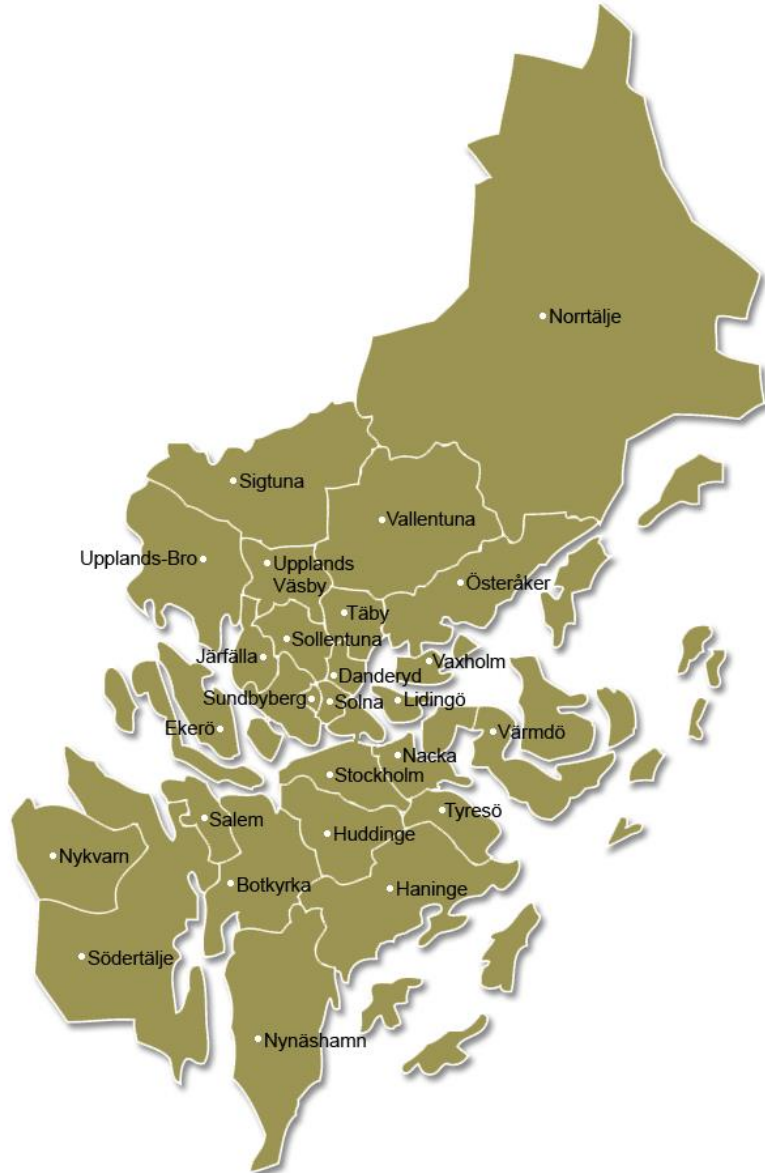 Norrtälje
Sigtuna
Vallentuna
Upplands-Bro
Upplands
Väsby
Österåker
Täby
Sollentuna
Järfälla
Vaxholm
Danderyd
Sundbyberg
Solna
Lidingö
Ekerö
Värmdö
Nacka
Stockholm
Tyresö
Salem
Huddinge
Nykvarn
Botkyrka
Haninge
Södertälje
Nynäshamn